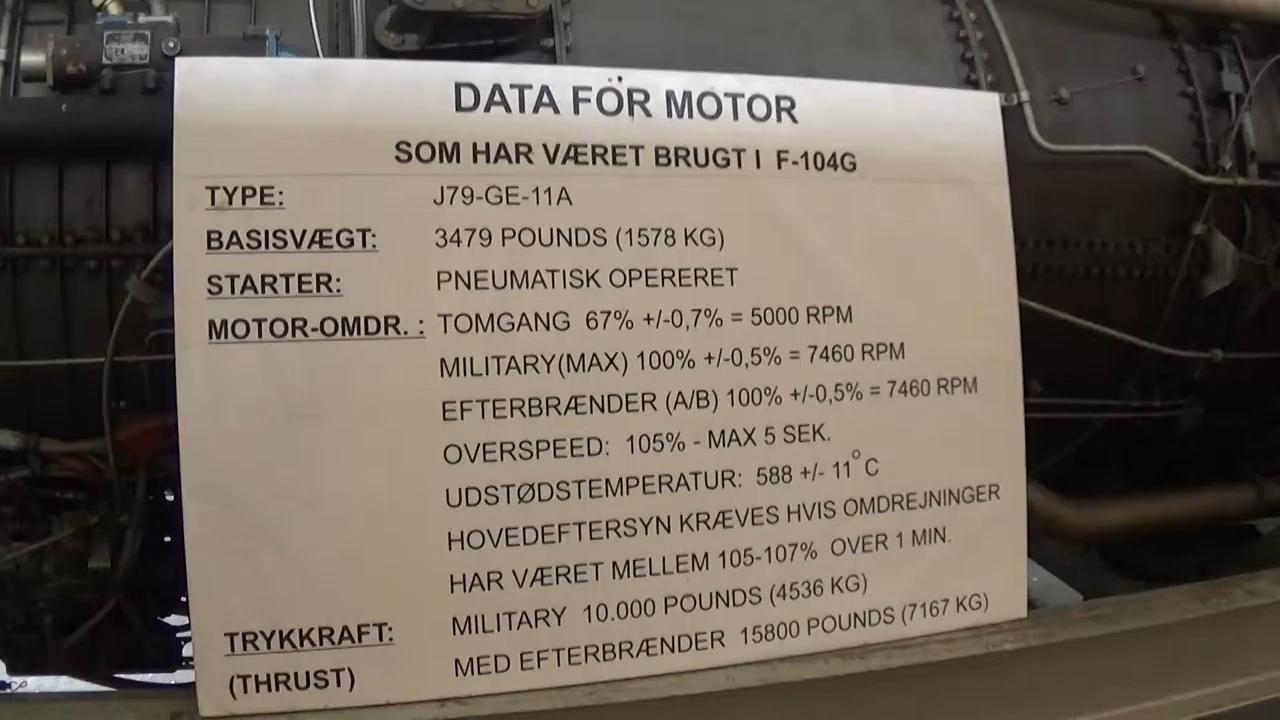 DATA FÖR MOTOR
SOM HAR VÆRET BRUGT I F-104G
TYPE: J79-GE-11A
BASISVÆGT: 3479 POUNDS (1578 KG)
STARTER: PNEUMATISK OPERERET
MOTOR-OMDR. : TOMGANG 67% +/-0,7% = 5000 RPM
MILITARY(MAX) 100% +/-0,5% = 7460 RPM
EFTERBRÆNDER (A/B) 100% +/-0,5% = 7460 RPM
OVERSPEED: 105% - MAX 5 SEK.
UDSTØDSTEMPERATUR: 588 +/- 11°C
HOVEDEFTERSYN KRÆVES HVIS OMDREJNINGER
HAR VÆRET MELLEM 105-107% OVER 1 MIN.
TRYKKRAFT: MILITARY 10.000 POUNDS (4536 KG)
(THRUST) MED EFTERBRÆNDER 15800 POUNDS (7167 KG)